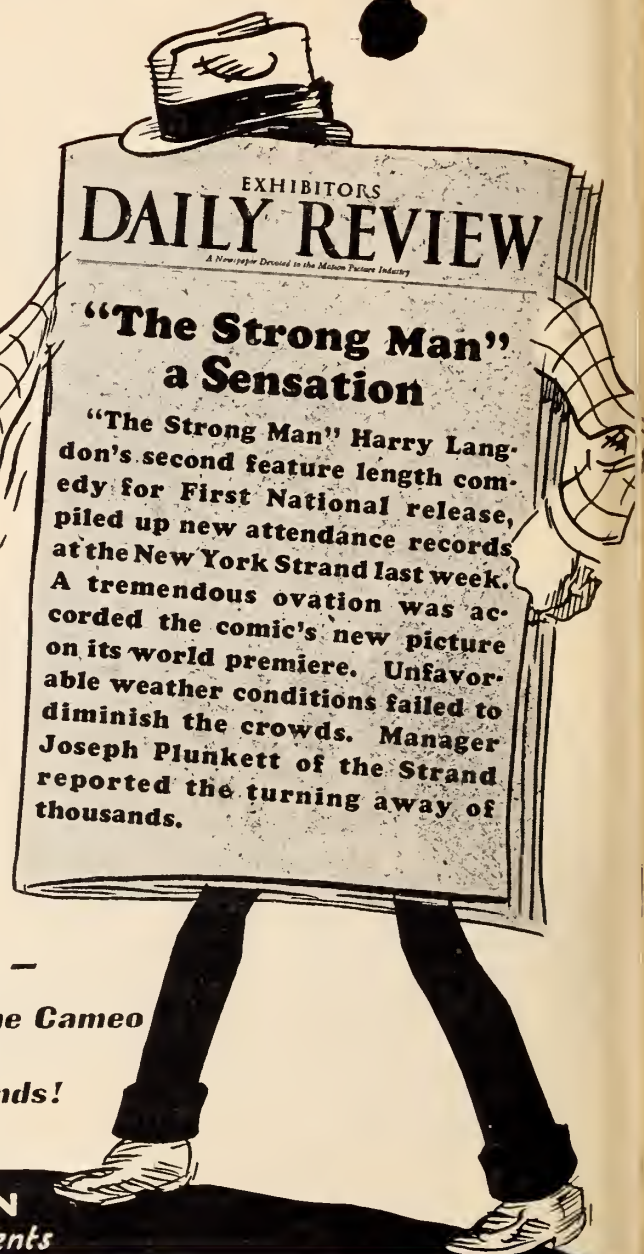 EXHIBITORS
DAILY REVIEW
A Newspaper Devoted to the Motion Picture Industry
“The Strong Man”
a Sensation
“The Strong Man” Harry Lang-
don's second feature length com-
edy for First National release,
piled up new attendance records
at the New York Strand last week.
A tremendous ovation was ac-
corded the comic's new picture
on its world premiere. Unfavor-
able weather conditions failed to
diminish the crowds. Manager
Joseph Plunkett of the Strand
reported the turning away of
thousands.
—
Cameo